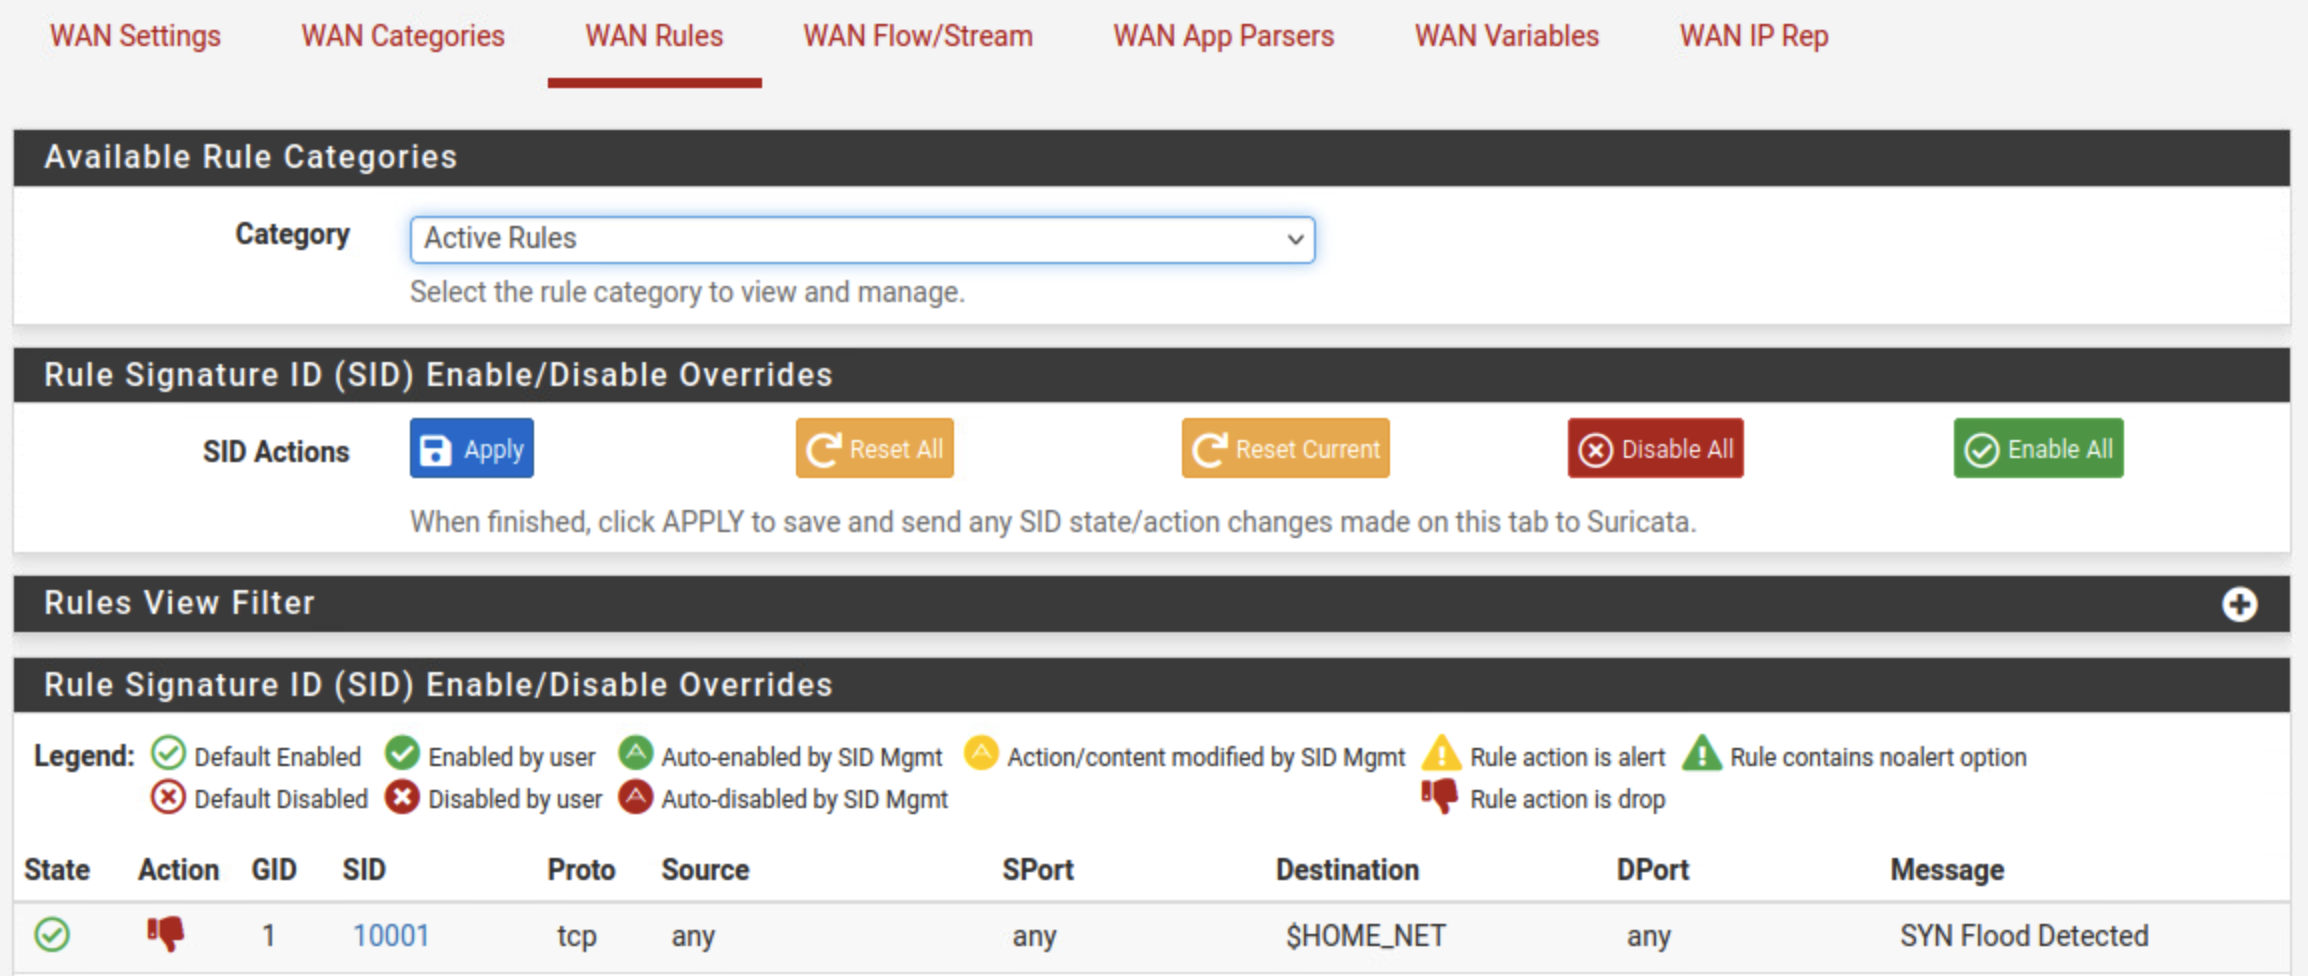 WAN Settings WAN Categories WAN Rules WAN Flow/Stream WAN App Parsers WAN Variables WAN IP Rep
Available Rule Categories
Category Active Rules
Select the rule category to view and manage.
Rule Signature ID (SID) Enable/Disable Overrides
SID Actions Apply Reset All Reset Current Disable All Enable All
When finished, click APPLY to save and send any SID state/action changes made on this tab to Suricata.
Rules View Filter
Rule Signature ID (SID) Enable/Disable Overrides
Legend: Default Enabled Enabled by user Auto-enabled by SID Mgmt Action/content modified by SID Mgmt Rule action is alert Rule contains noalert option
Default Disabled Disabled by user Auto-disabled by SID Mgmt Rule action is drop
State Action GID SID Proto Source SPort Destination DPort Message
1 10001 tcp any any $HOME_NET any SYN Flood Detected